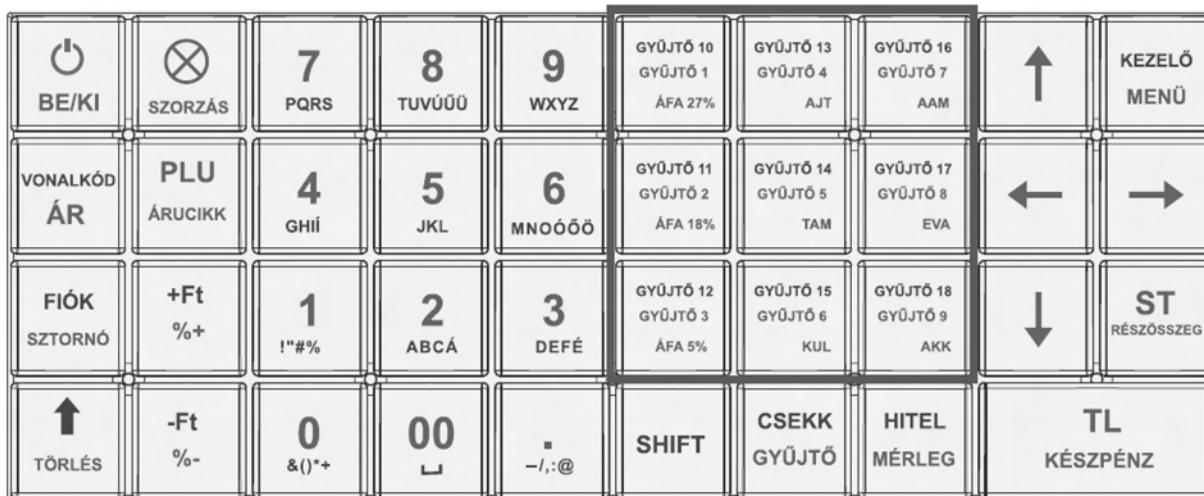 BE/KI
SZORZÁS
7
PQRS
8
TUVÚŰÜ
9
WXYZ
GYŰJTŐ 10
GYŰJTŐ 1
ÁFA 27%
GYŰJTŐ 13
GYŰJTŐ 4
AJT
GYŰJTŐ 16
GYŰJTŐ 7
AAM
KEZELŐ
MENÜ
VONALKÓD
ÁR
PLU
ÁRUCIKK
4
GHIÍ
5
JKL
6
MNOÓŐÖ
GYŰJTŐ 11
GYŰJTŐ 2
ÁFA 18%
GYŰJTŐ 14
GYŰJTŐ 5
TAM
GYŰJTŐ 17
GYŰJTŐ 8
EVA
FIÓK
SZTORNÓ
+Ft
%+
1
!"#%
2
ABCÁ
3
DEFÉ
GYŰJTŐ 12
GYŰJTŐ 3
ÁFA 5%
GYŰJTŐ 15
GYŰJTŐ 6
KUL
GYŰJTŐ 18
GYŰJTŐ 9
AKK
ST
RÉSZÖSSZEG
TÖRLÉS
-Ft
%-
0
&()*+
00
.
–/,:@
SHIFT
CSEKK
GYŰJTŐ
HITEL
MÉRLEG
TL
KÉSZPÉNZ